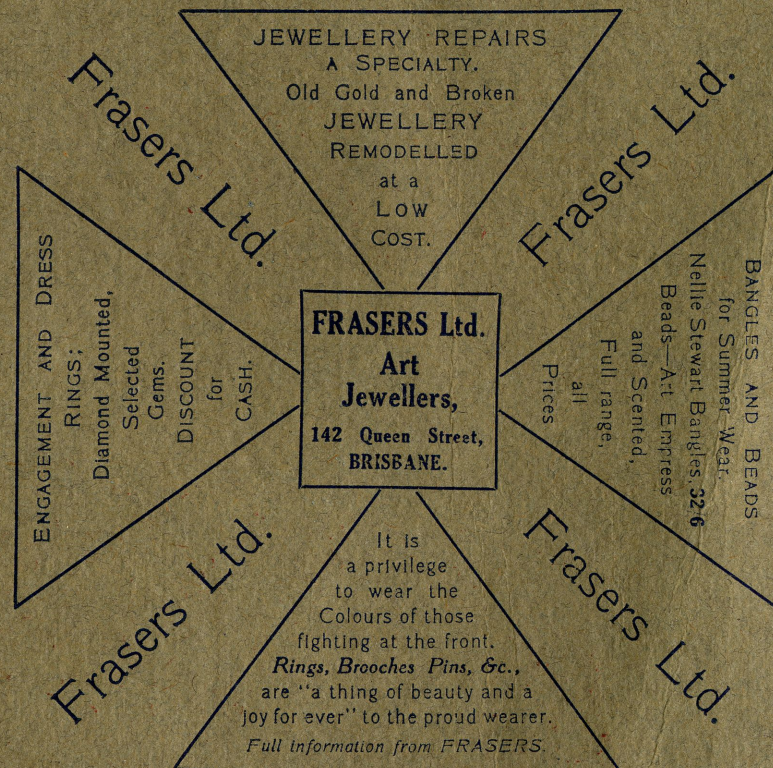 JEWELLERY REPAIRS
A SPECIALTY.
Old Gold and Broken
JEWELLERY
REMODELLED
at a
LOW
COST.
Frasers Ltd.
Frasers Ltd.
ENGAGEMENT AND DRESS
RINGS;
Diamond Mounted,
Selected
Gems.
DISCOUNT
for
CASH.
FRASERS Ltd.
Art
Jewellers,
142 Queen Street,
BRISBANE.
BANGLES AND BEADS
for Summer Wear.
Nellie Stewart Bangles, 32/6
Beads—Art Empress
and Scented,
Full range,
all
Prices
Frasers Ltd.
Frasers Ltd.
It is
a privilege
to wear the
Colours of those
fighting at the front.
Rings, Brooches Pins, &c.,
are "a thing of beauty and a
joy for ever" to the proud wearer.
Full information from FRASERS.